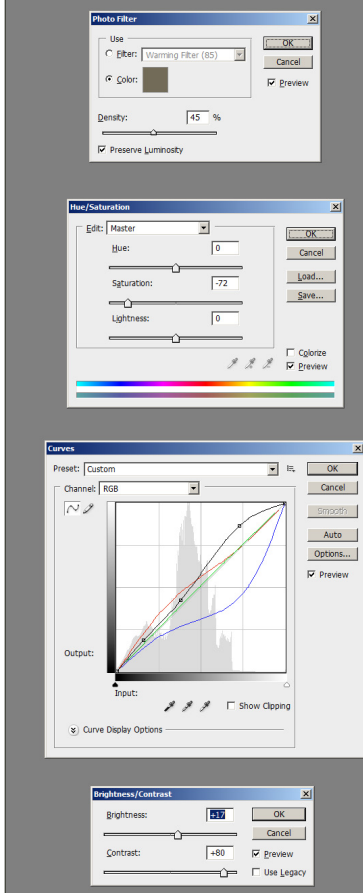 Photo Filter
Use
Filter: Warming Filter (85)
OK
Color:
Cancel
Preview
Density: 45 %
Preserve Luminosity
Hue/Saturation
Edit: Master
OK
Hue: 0
Cancel
Saturation: -72
Load...
Save...
Lightness: 0
Colorize
Preview
Curves
Preset: Custom
OK
Channel: RGB
Cancel
Smooth
Auto
Options...
Preview
Output:
Input:
Show Clipping
Curve Display Options
Brightness/Contrast
Brightness: +17
OK
Cancel
Contrast: +80
Preview
Use Legacy